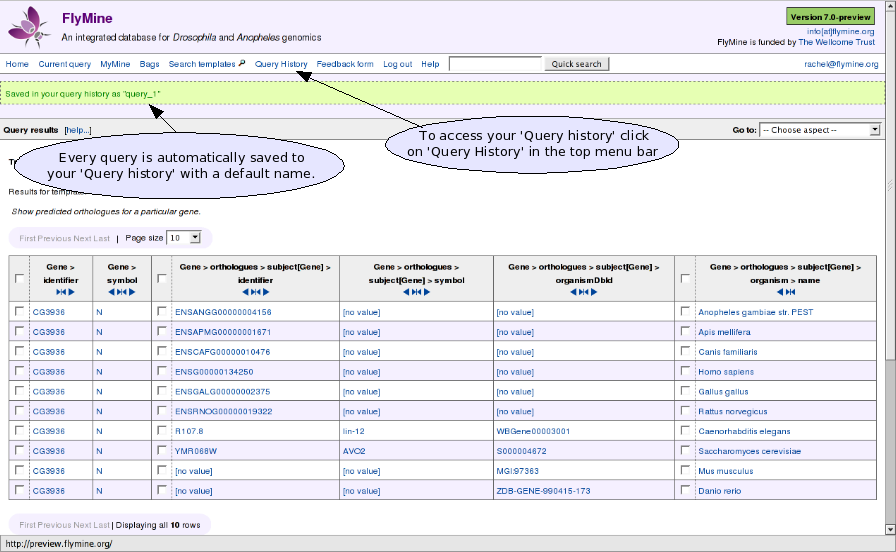 FlyMine
Version 7.0-preview
An integrated database for Drosophila and Anopheles genomics
info[at]flymine.org
FlyMine is funded by The Wellcome Trust
Home Current query MyMine Bags Search templates Query History Feedback form Log out Help Quick search rachel@flymine.org
Saved in your query history as "query_1"
Query results [help...] Go to: -- Choose aspect --
To access your 'Query history' click
on 'Query History' in the top menu bar
Every query is automatically saved to
your 'Query history' with a default name.
Results for
Show predicted orthologues for a particular gene.
First Previous Next Last | Page size 10
Gene > identifier
Gene > symbol
Gene > orthologues > subject[Gene] > identifier
Gene > orthologues > subject[Gene] > symbol
Gene > orthologues > subject[Gene] > organismDbId
Gene > orthologues > subject[Gene] > organism > name
CG3936 N ENSANGG00000004156 [no value] [no value] Anopheles gambiae str. PEST
CG3936 N ENSAPMG00000001671 [no value] [no value] Apis mellifera
CG3936 N ENSCAFG00000010476 [no value] [no value] Canis familiaris
CG3936 N ENSG00000134250 [no value] [no value] Homo sapiens
CG3936 N ENSGALG00000002375 [no value] [no value] Gallus gallus
CG3936 N ENSRNOG00000019322 [no value] [no value] Rattus norvegicus
CG3936 N R107.8 lin-12 WBGene00003001 Caenorhabditis elegans
CG3936 N YMR068W AVO2 S000004672 Saccharomyces cerevisiae
CG3936 N [no value] [no value] MGI:97363 Mus musculus
CG3936 N [no value] [no value] ZDB-GENE-990415-173 Danio rerio
First Previous Next Last | Displaying all 10 rows
http://preview.flymine.org/